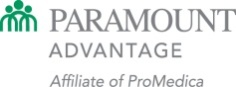 PARAMOUNT
ADVANTAGE
Affiliate of ProMedica